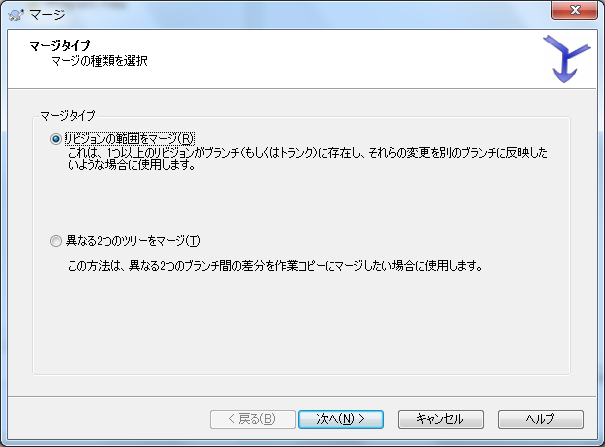 マージ
マージタイプ
マージの種類を選択
マージタイプ
リビジョンの範囲をマージ(R)
これは、1つ以上のリビジョンがブランチ(もしくはトランク)に存在し、それらの変更を別のブランチに反映した
いような場合に使用します。
異なる2つのツリーをマージ(T)
この方法は、異なる2つのブランチ間の差分を作業コピーにマージしたい場合に使用します。
< 戻る(B) 次へ(N) > キャンセル ヘルプ